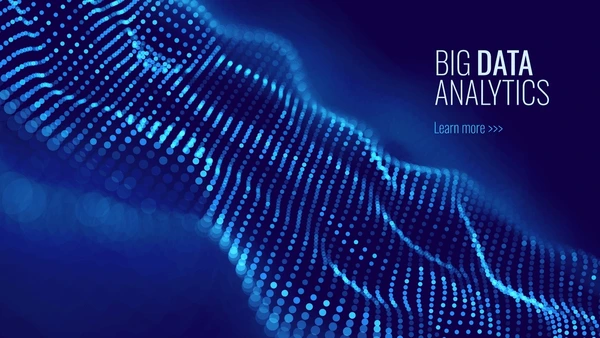 BIG DATA
ANALYTICS
Learn more >>>